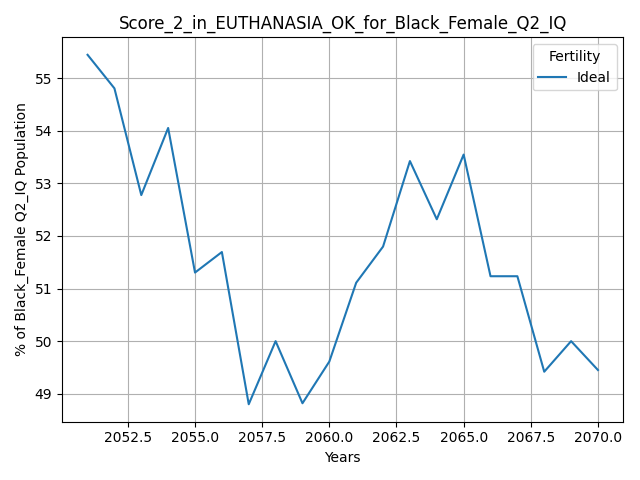 Score_2_in_EUTHANASIA_OK_for_Black_Female_Q2_IQ
Fertility
Ideal
% of Black_Female Q2_IQ Population
55
54
53
52
51
50
49
2052.5 2055.0 2057.5 2060.0 2062.5 2065.0 2067.5 2070.0
Years